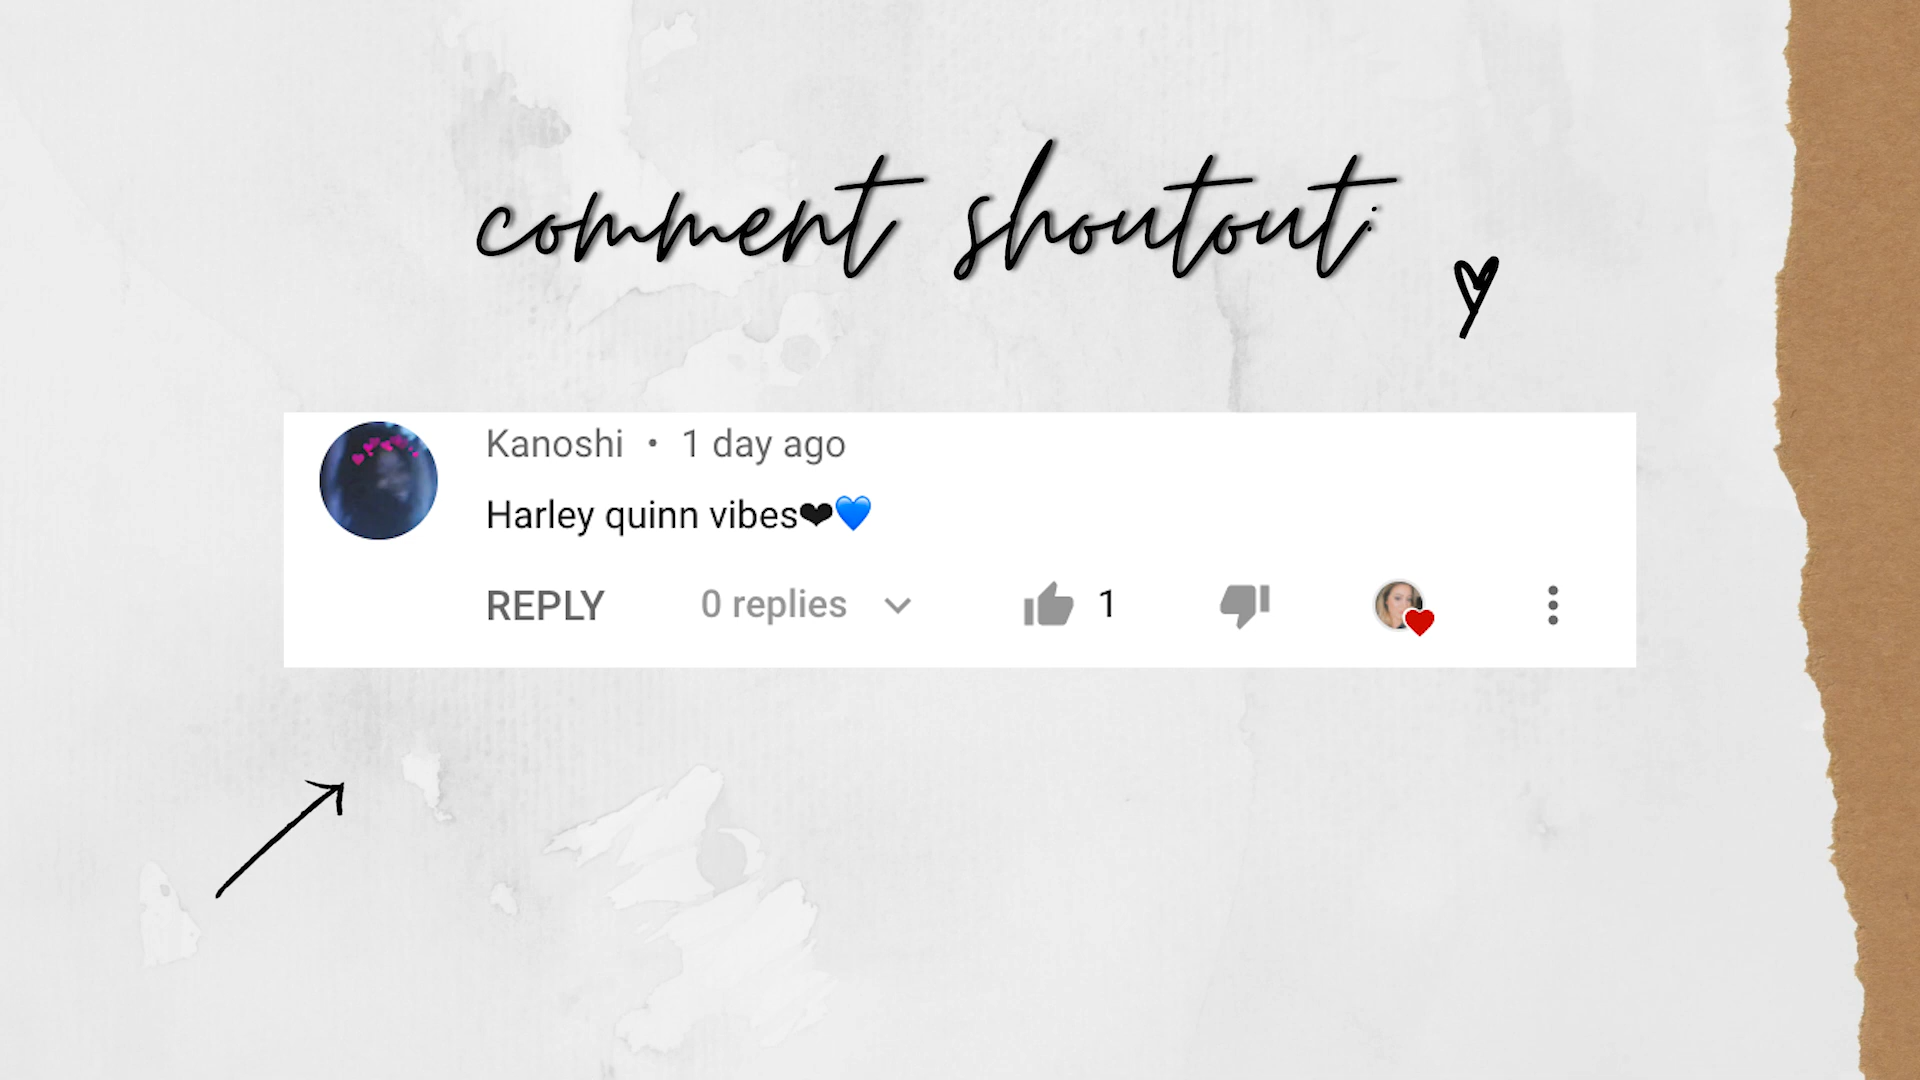 comment shoutout:
Kanoshi • 1 day ago
Harley quinn vibes❤💙
REPLY 0 replies 1